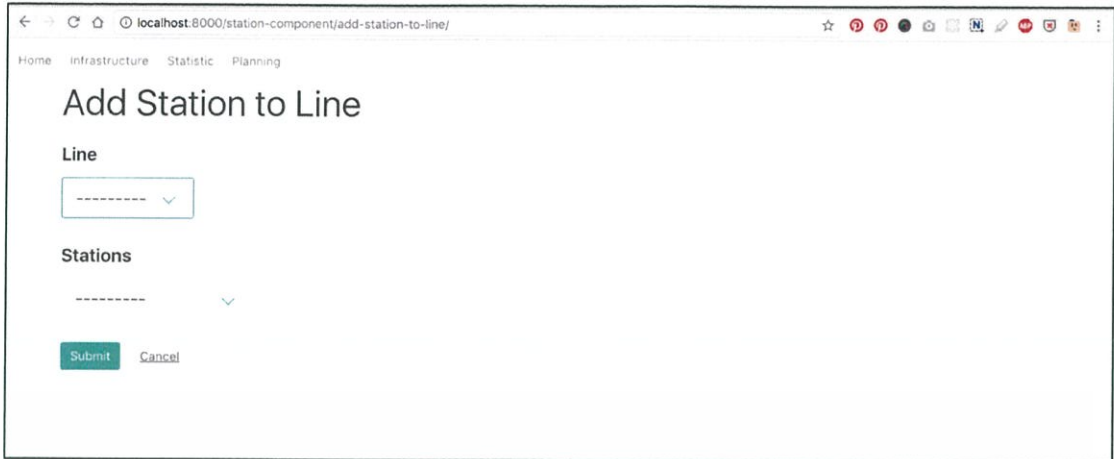 localhost:8000/station-component/add-station-to-line/
N ABP
Home Infrastructure Statistic Planning
Add Station to Line
Line
---------
Stations
---------
Submit Cancel